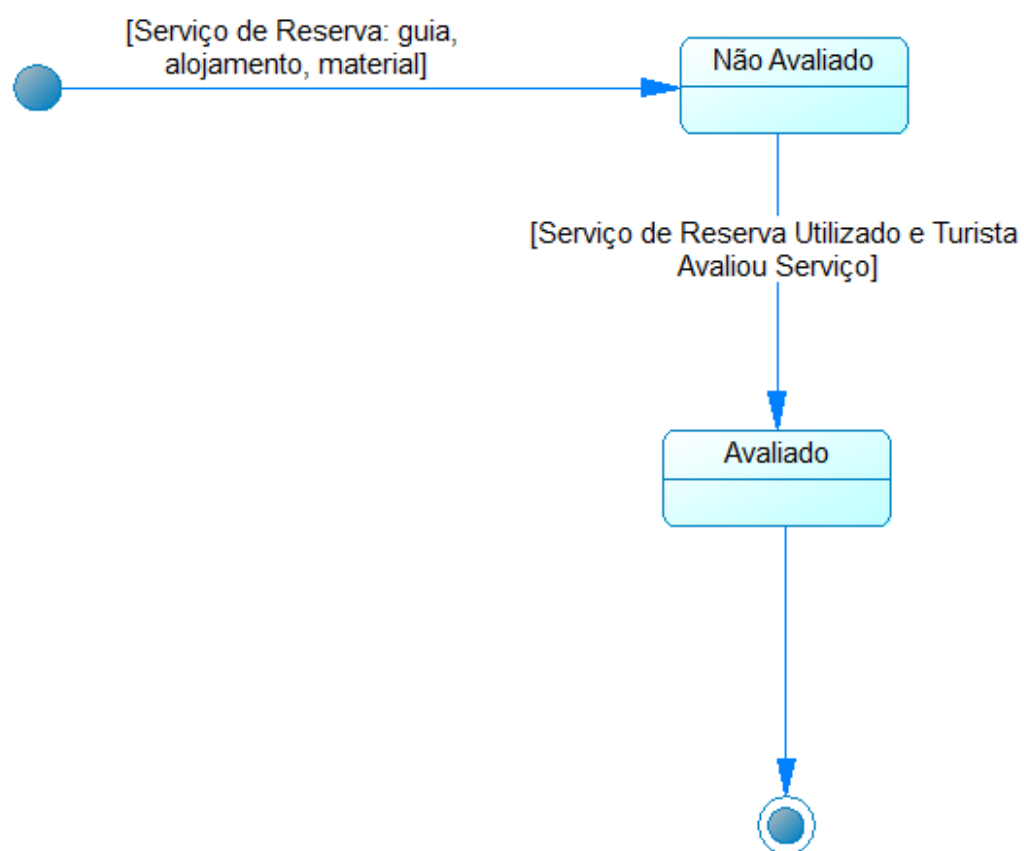 [Serviço de Reserva: guia,
alojamento, material]
Não Avaliado
[Serviço de Reserva Utilizado e Turista
Avaliou Serviço]
Avaliado